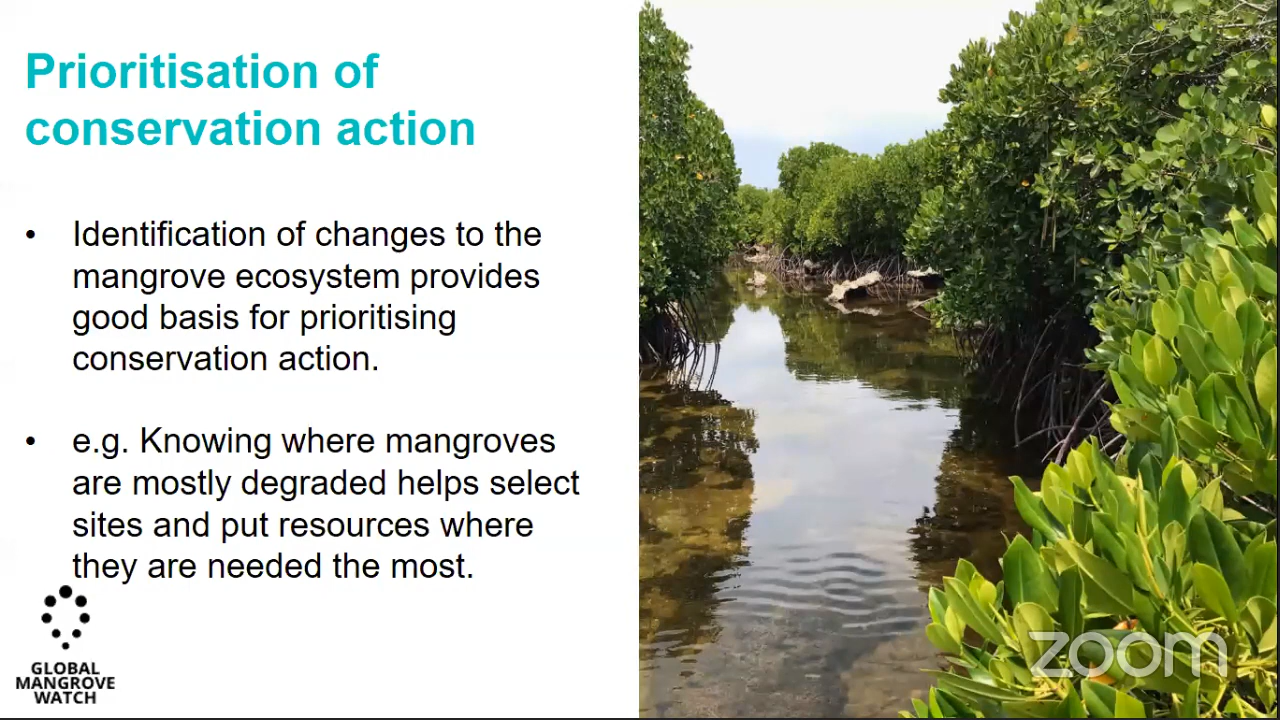 Prioritisation of
conservation action
• Identification of changes to the
mangrove ecosystem provides
good basis for prioritising
conservation action.
• e.g. Knowing where mangroves
are mostly degraded helps select
sites and put resources where
they are needed the most.
GLOBAL
MANGROVE
WATCH
zoom